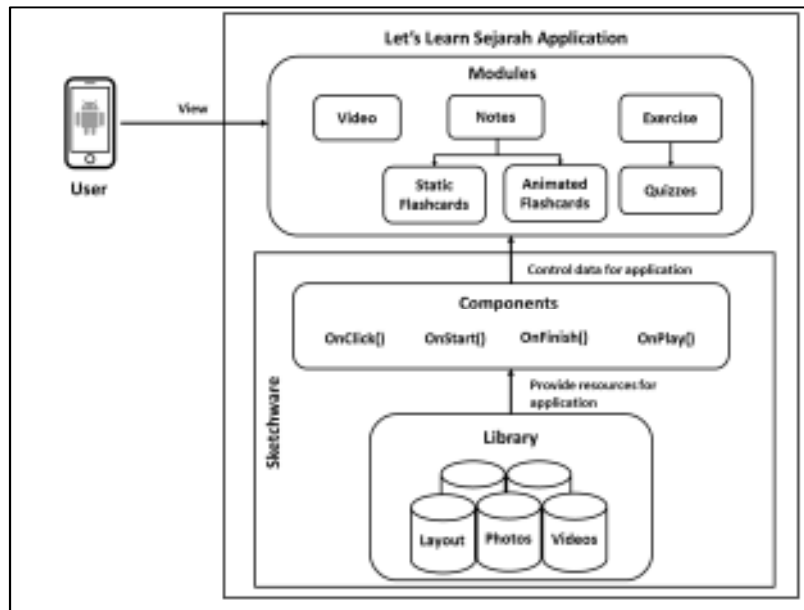 Let's Learn Sejarah Application
Modules
View
Video
Notes
Exercise
User
Static
Flashcards
Animated
Flashcards
Quizzes
Control data for application
Components
OnClick()
OnStart()
OnFinish()
OnPlay()
Provide resources for
application
Sketchware
Library
Layout
Photos
Videos